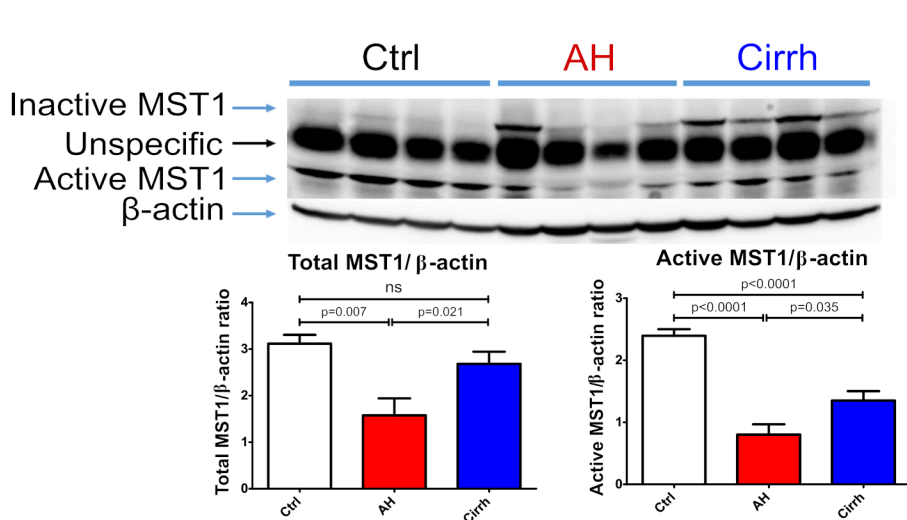 Ctrl AH Cirrh
Inactive MST1
Unspecific
Active MST1
β-actin
Total MST1/ β-actin
ns
p=0.007 p=0.021
Total MST1/β-actin ratio
4
3
2
1
0
Ctrl AH Cirrh
Active MST1/β-actin
p<0.0001
p<0.0001 p=0.035
Active MST1/β-actin ratio
3
2
1
0
Ctrl AH Cirrh